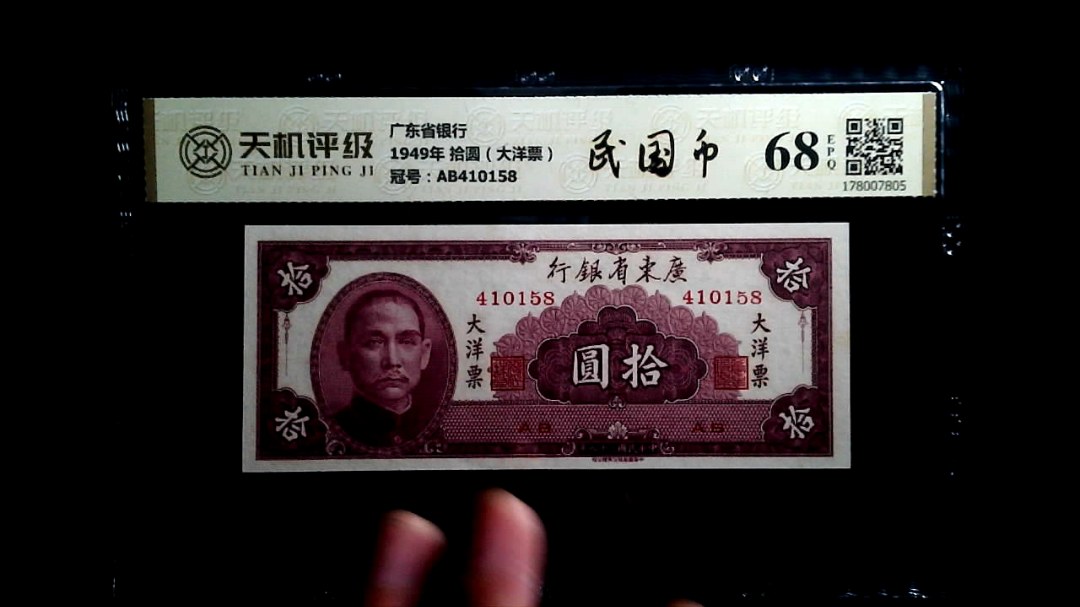 天机评级
TIAN JI PING JI
广东省银行
1949年 拾圆（大洋票）
冠号：AB410158
民国币
68
EPQ
178007805
拾
拾
行銀省東廣
410158
410158
大洋票
大洋票
圓拾
AB
AB
拾
拾